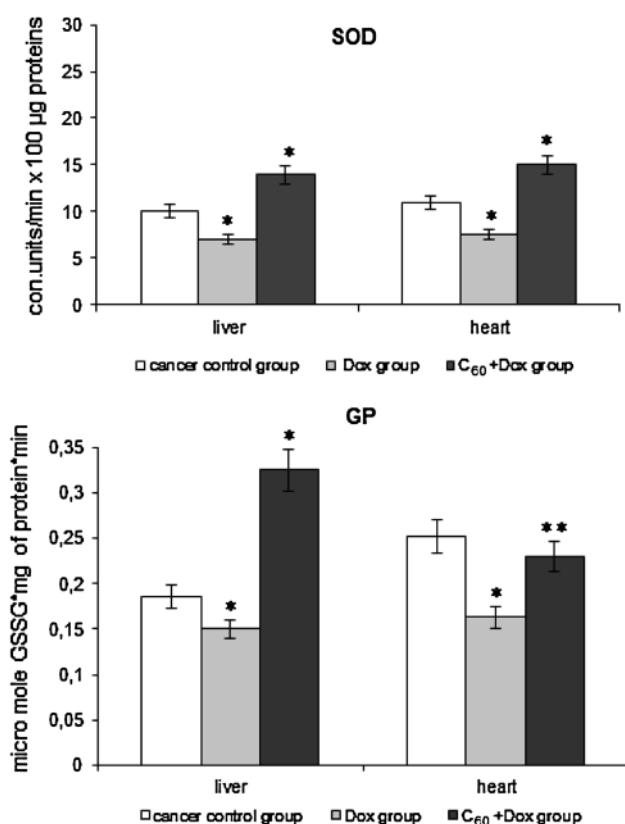 SOD
con.units/min x 100 µg proteins
30
25
20
15
10
5
0
*
*
*
*
liver
heart
cancer control group
Dox group
C₆₀+Dox group
GP
micro mole GSSG*mg of protein*min
0,35
0,3
0,25
0,2
0,15
0,1
0,05
0
*
*
*
**
liver
heart
cancer control group
Dox group
C₆₀+Dox group